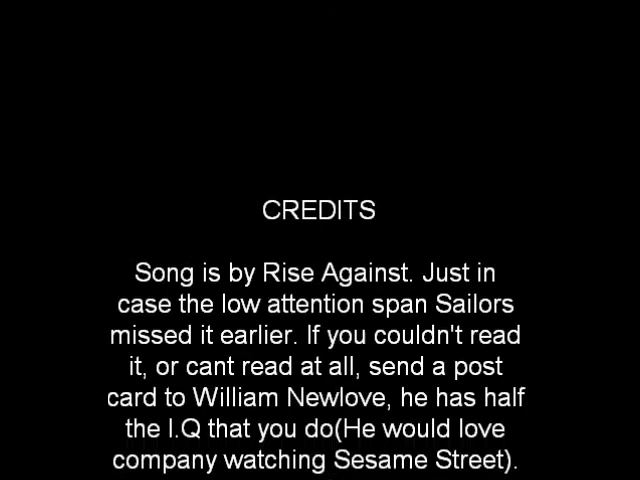 CREDITS
Song is by Rise Against. Just in
case the low attention span Sailors
missed it earlier. If you couldn't read
it, or cant read at all, send a post
card to William Newlove, he has half
the I.Q that you do(He would love
company watching Sesame Street).